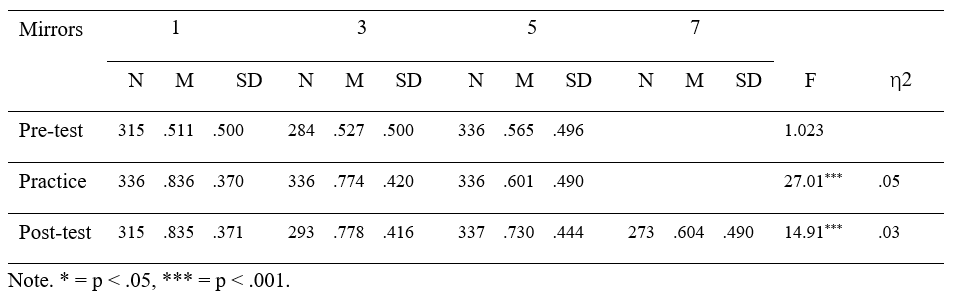 Mirrors 1 3 5 7
N M SD N M SD N M SD N M SD F η2
Pre-test 315 .511 .500 284 .527 .500 336 .565 .496 1.023
Practice 336 .836 .370 336 .774 .420 336 .601 .490 27.01*** .05
Post-test 315 .835 .371 293 .778 .416 337 .730 .444 273 .604 .490 14.91*** .03
Note. * = p < .05, *** = p < .001.